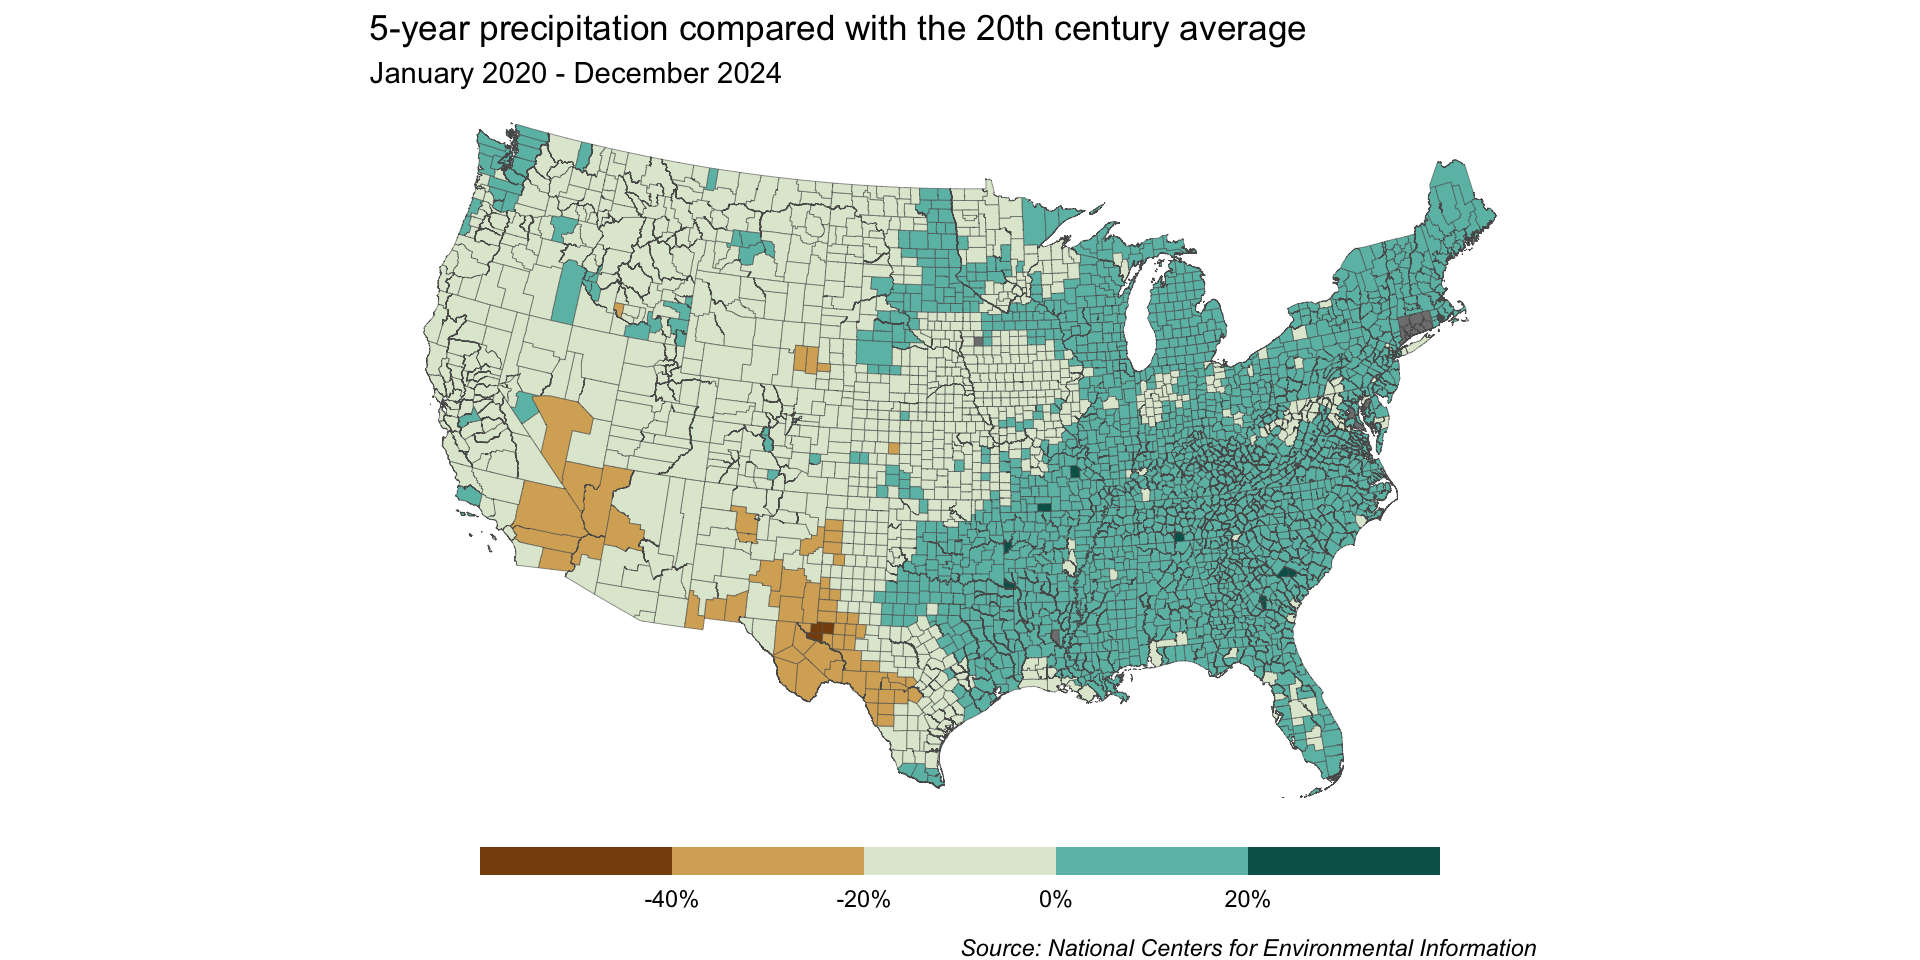 5-year precipitation compared with the 20th century average
January 2020 - December 2024
-40% -20% 0% 20%
Source: National Centers for Environmental Information